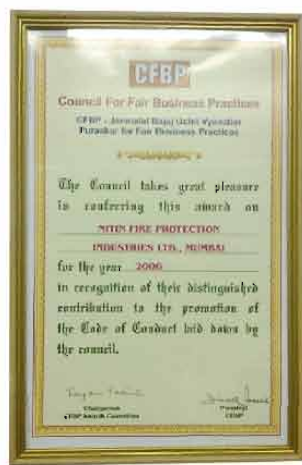 CFBP
Council For Fair Business Practices
CFBP - Jamnalal Bajaj Uchit Vyavahar
Puraskar for Fair Business Practices
The Council takes great pleasure
in conferring this award on
NITIN FIRE PROTECTION
INDUSTRIES LTD., MUMBAI
for the year 2006
in recognition of their distinguished
contribution to the promotion of
the Code of Conduct laid down by
the council.
Chairperson
President
CFBP Awards Committee
CFBP